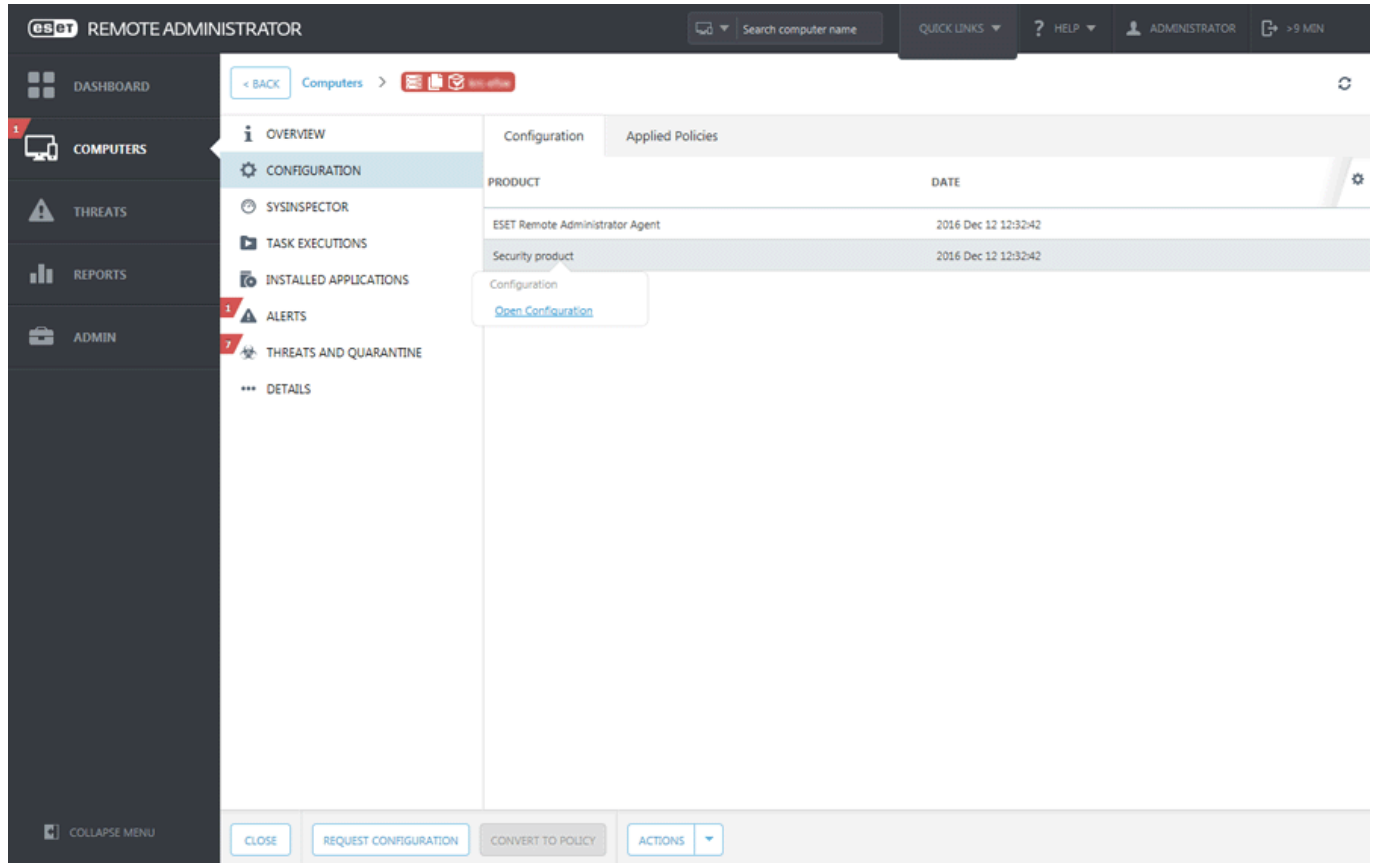 eset REMOTE ADMINISTRATOR
Search computer name
QUICK LINKS
? HELP
ADMINISTRATOR
>9 MIN
DASHBOARD
1
COMPUTERS
THREATS
REPORTS
ADMIN
COLLAPSE MENU
< BACK Computers >
OVERVIEW
CONFIGURATION
SYSINSPECTOR
TASK EXECUTIONS
INSTALLED APPLICATIONS
1
ALERTS
7
THREATS AND QUARANTINE
DETAILS
Configuration Applied Policies
PRODUCT DATE
ESET Remote Administrator Agent 2016 Dec 12 12:32:42
Security product 2016 Dec 12 12:32:42
Configuration
Open Configuration
CLOSE REQUEST CONFIGURATION CONVERT TO POLICY ACTIONS